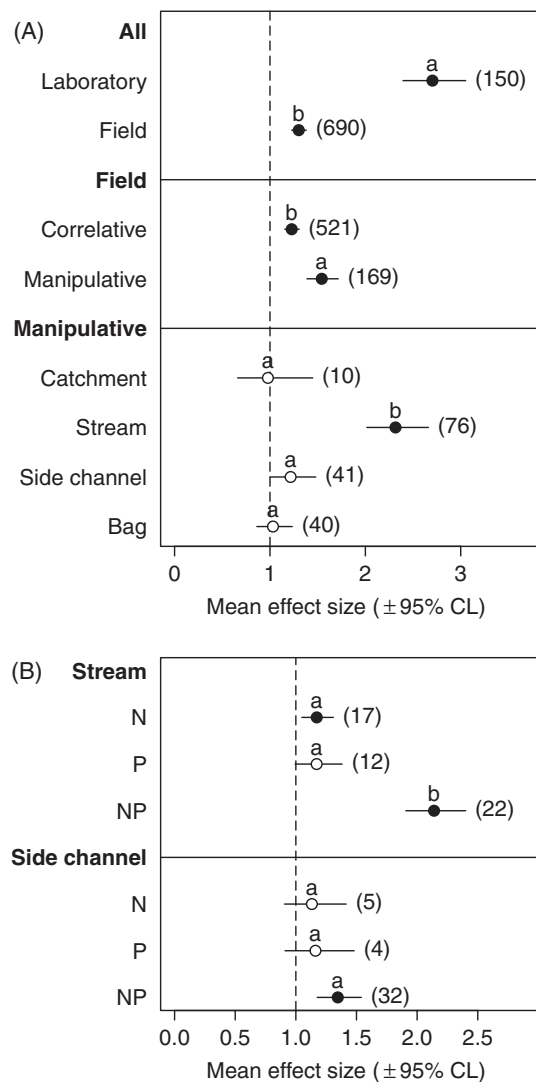 (A) All
a
Laboratory (150)
b
Field (690)
Field
b
Correlative (521)
a
Manipulative (169)
Manipulative
a
Catchment (10)
b
Stream (76)
a
Side channel (41)
a
Bag (40)
0 1 2 3
Mean effect size (±95% CL)
(B) Stream
a
N (17)
a
P (12)
b
NP (22)
Side channel
a
N (5)
a
P (4)
a
NP (32)
0.0 0.5 1.0 1.5 2.0 2.5
Mean effect size (±95% CL)